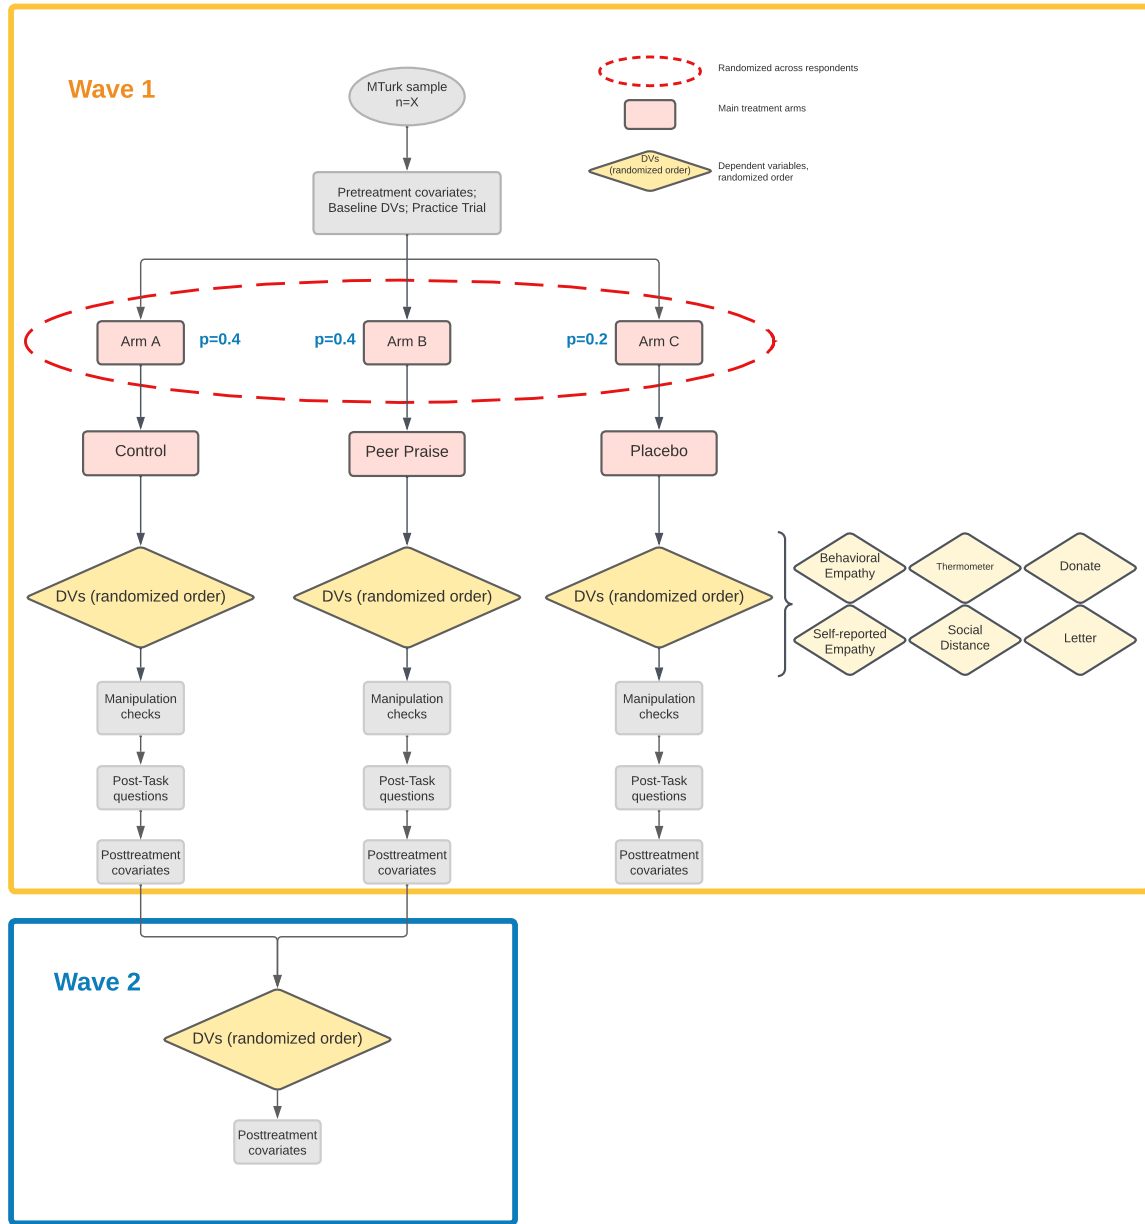 Wave 1
MTurk sample
n=X
Randomized across respondents
Main treatment arms
DVs
(randomized order)
Dependent variables,
randomized order
Pretreatment covariates;
Baseline DVs; Practice Trial
Arm A
p=0.4
p=0.4
Arm B
p=0.2
Arm C
Control
Peer Praise
Placebo
DVs (randomized order)
DVs (randomized order)
DVs (randomized order)
Behavioral
Empathy
Thermometer
Donate
Self-reported
Empathy
Social
Distance
Letter
Manipulation
checks
Manipulation
checks
Manipulation
checks
Post-Task
questions
Post-Task
questions
Post-Task
questions
Posttreatment
covariates
Posttreatment
covariates
Posttreatment
covariates
Wave 2
DVs (randomized order)
Posttreatment
covariates